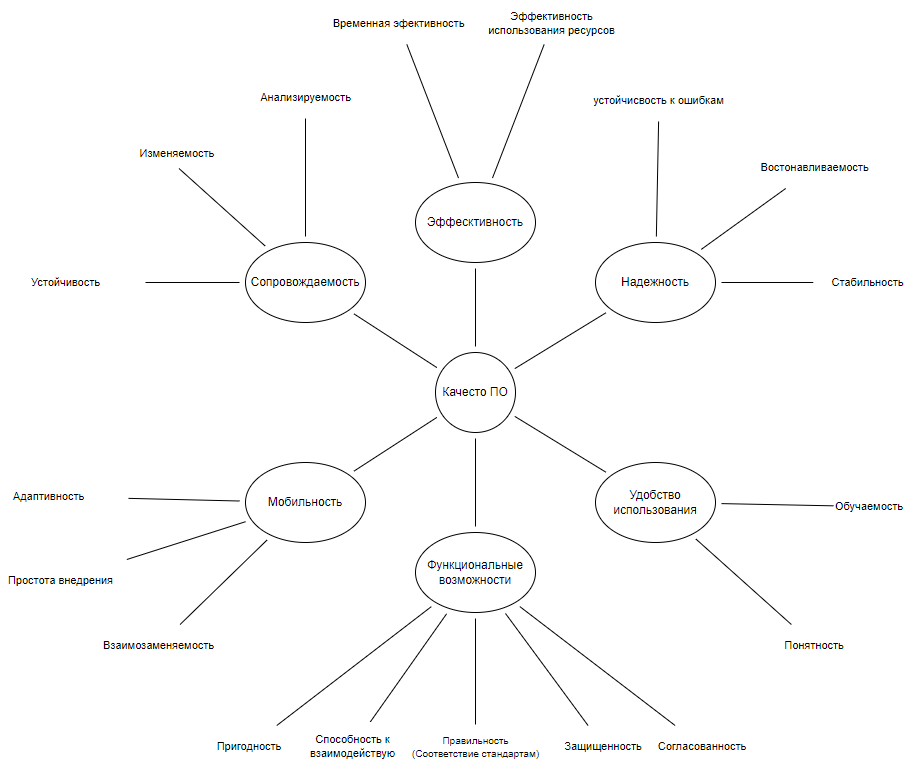 Эффективность
использования ресурсов
Временная эфективность
Анализируемость
устойчисвость к ошибкам
Изменяемость
Востонавливаемость
Эффесктивность
Устойчивость
Сопровождаемость
Надежность
Стабильность
Качесто ПО
Адаптивность
Мобильность
Удобство
использования
Обучаемость
Функциональные
возможности
Простота внедрения
Взаимозаменяемость
Понятность
Пригодность
Способность к
взаимодействую
Правильность
(Соответствие стандартам)
Защищенность
Согласованность